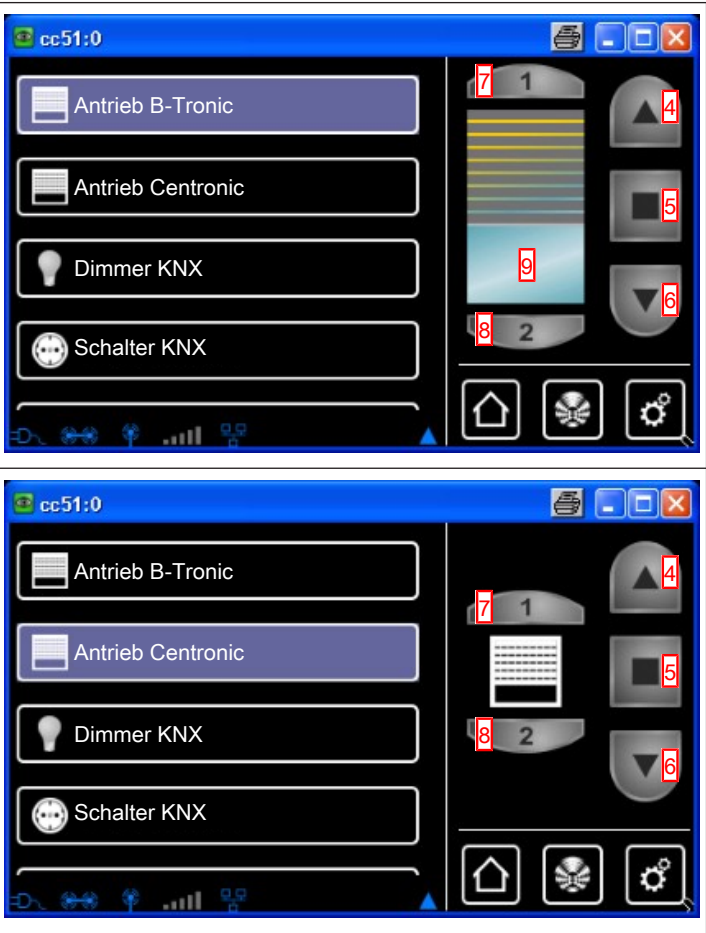 cc51:0
Antrieb B-Tronic
Antrieb Centronic
Dimmer KNX
Schalter KNX
7
1
4
5
9
6
8
2
cc51:0
Antrieb B-Tronic
Antrieb Centronic
Dimmer KNX
Schalter KNX
4
7
1
5
8
2
6